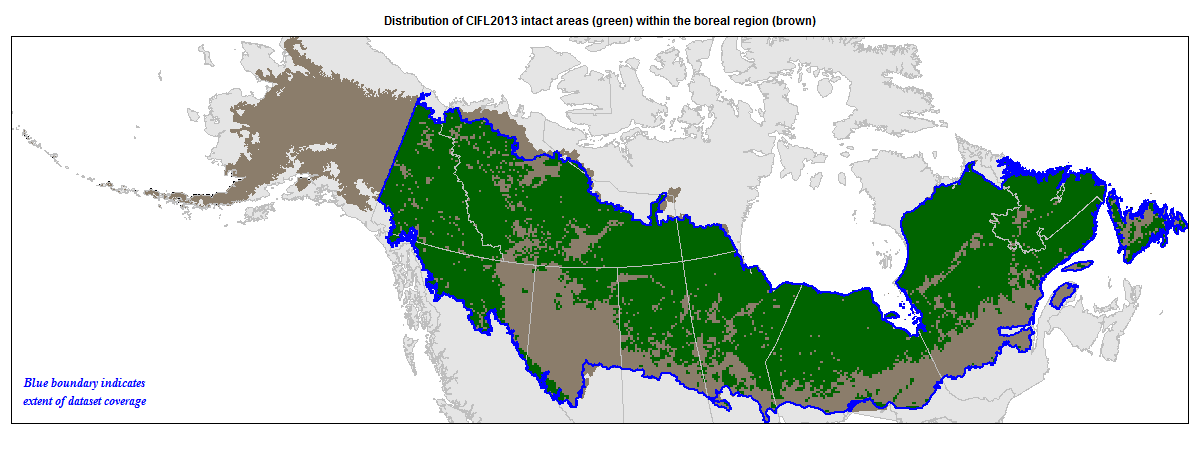 Distribution of CIFL2013 intact areas (green) within the boreal region (brown)
Blue boundary indicates
extent of dataset coverage